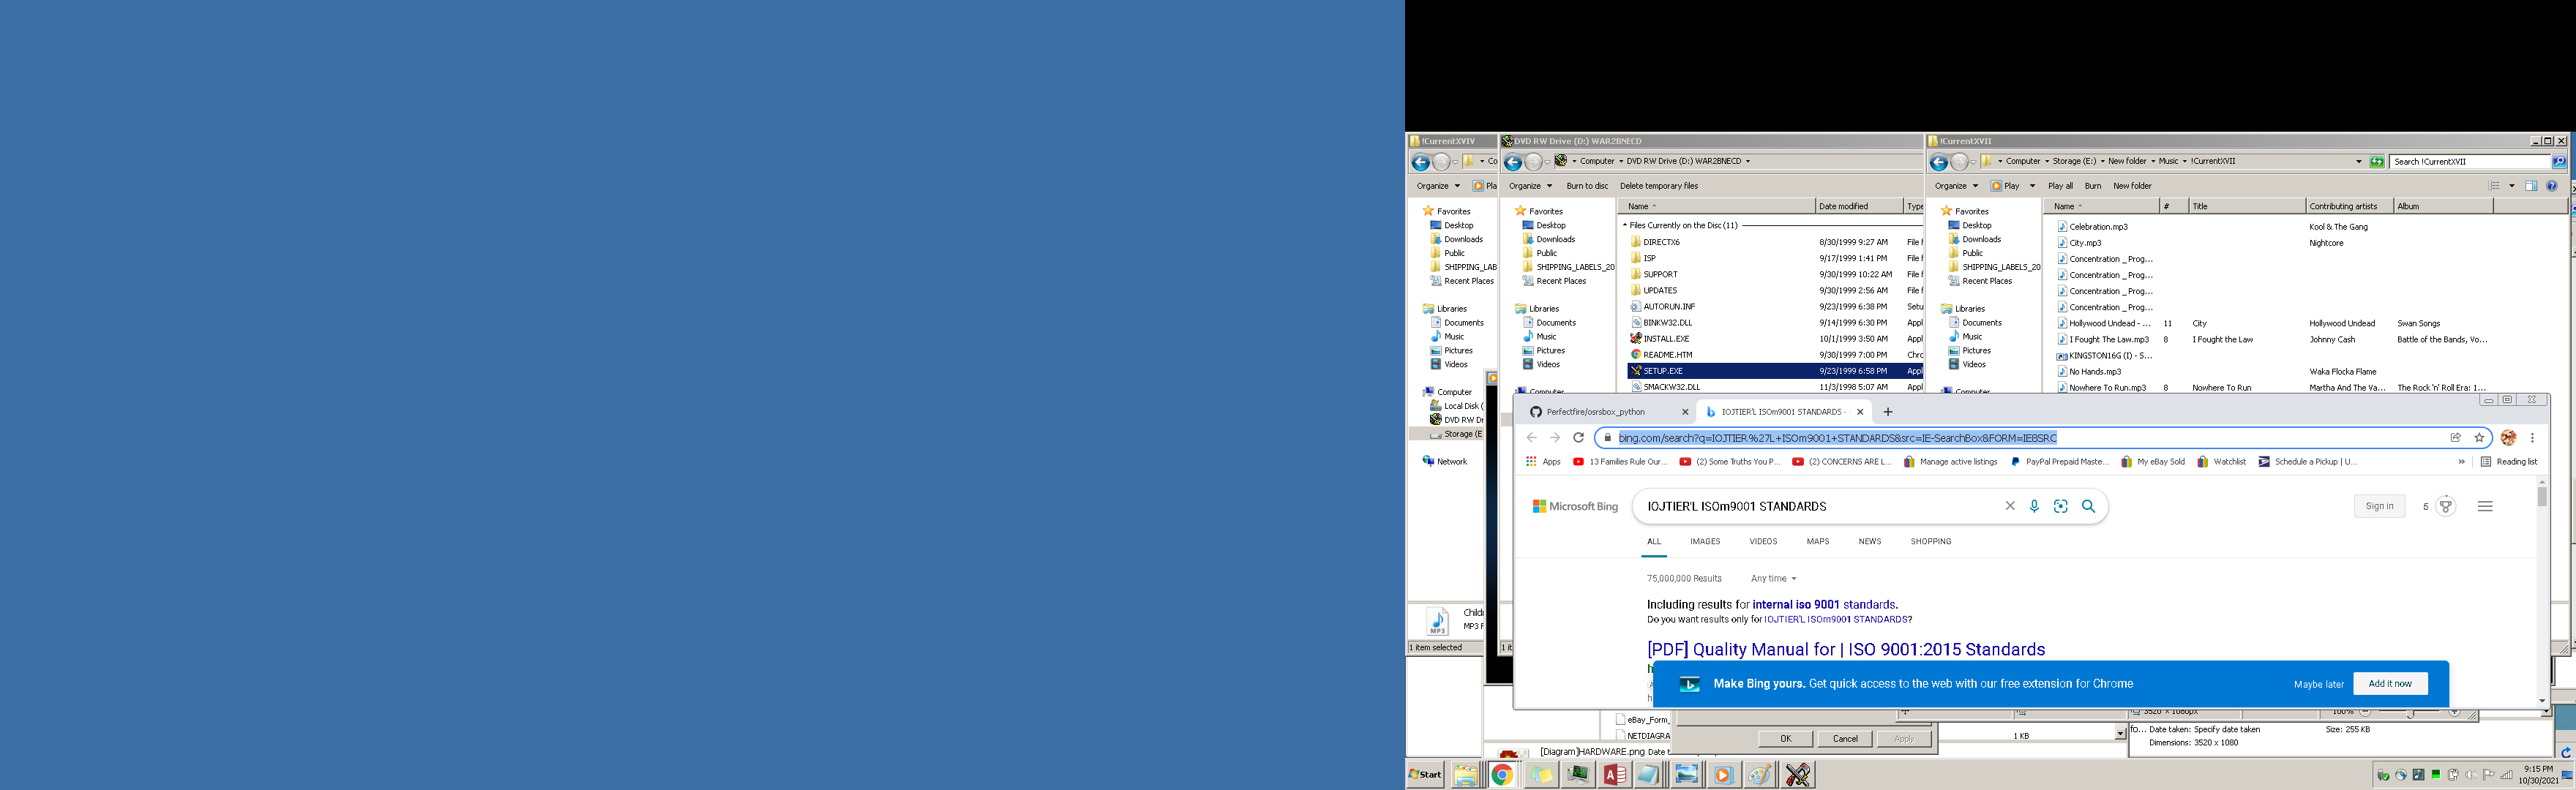 !CurrentXVIV
DVD RW Drive (D:) WAR2BNECD
!CurrentXVII
Co
Computer DVD RW Drive (D:) WAR2BNECD
Computer Storage (E:) New folder Music !CurrentXVII
Search !CurrentXVII
Organize Pla
Organize Burn to disc Delete temporary files
Organize Play Play all Burn New folder
Favorites
Desktop
Downloads
Public
SHIPPING_LAB
Recent Places
Libraries
Documents
Music
Pictures
Videos
Computer
Local Disk (
DVD RW Dr
Storage (E
Network
Favorites
Desktop
Downloads
Public
SHIPPING_LABELS_20
Recent Places
Libraries
Documents
Music
Pictures
Videos
Computer
Name Date modified Type
Files Currently on the Disc (11)
DIRECTX6 8/30/1999 9:27 AM File f
ISP 9/17/1999 1:41 PM File f
SUPPORT 9/30/1999 10:22 AM File f
UPDATES 9/30/1999 2:56 AM File f
AUTORUN.INF 9/23/1999 6:38 PM Setu
BINKW32.DLL 9/14/1999 6:30 PM Appl
INSTALL.EXE 10/1/1999 3:50 AM Appl
README.HTM 9/30/1999 7:00 PM Chrc
SETUP.EXE 9/23/1999 6:58 PM Appl
SMACKW32.DLL 11/3/1998 5:07 AM Appl
Favorites
Desktop
Downloads
Public
SHIPPING_LABELS_20
Recent Places
Libraries
Documents
Music
Pictures
Videos
Computer
Name # Title Contributing artists Album
Celebration.mp3 Kool & The Gang
City.mp3 Nightcore
Concentration _ Prog...
Concentration _ Prog...
Concentration _ Prog...
Concentration _ Prog...
Hollywood Undead - ... 11 City Hollywood Undead Swan Songs
I Fought The Law.mp3 8 I Fought the Law Johnny Cash Battle of the Bands, Vo...
KINGSTON16G (I) - S...
No Hands.mp3 Waka Flocka Flame
Nowhere To Run.mp3 8 Nowhere To Run Martha And The Va... The Rock 'n' Roll Era: 1...
Perfectfire/osrsbox_python
IOJTIER'L ISOm9001 STANDARDS -
bing.com/search?q=IOJTIER%27L+ISOm9001+STANDARDS&src=IE-SearchBox&FORM=IE8SRC
Apps 13 Families Rule Our... (2) Some Truths You P... (2) CONCERNS ARE L... Manage active listings PayPal Prepaid Maste... My eBay Sold Watchlist Schedule a Pickup | U... » Reading list
Microsoft Bing
IOJTIER'L ISOm9001 STANDARDS
Sign in 5
ALL IMAGES VIDEOS MAPS NEWS SHOPPING
75,000,000 Results Any time
Including results for internal iso 9001 standards.
Do you want results only for IOJTIER'L ISOm9001 STANDARDS?
[PDF] Quality Manual for | ISO 9001:2015 Standards
Make Bing yours. Get quick access to the web with our free extension for Chrome
Maybe later Add it now
Child
MP3
MP3 F
1 item selected
1 it
eBay_Form_
NETDIAGRA
[Diagram]HARDWARE.png Date t
OK Cancel Apply
1 KB
3520 × 1080px 100%
fo... Date taken: Specify date taken Size: 255 KB
Dimensions: 3520 x 1080
Start
9:15 PM
10/30/2021